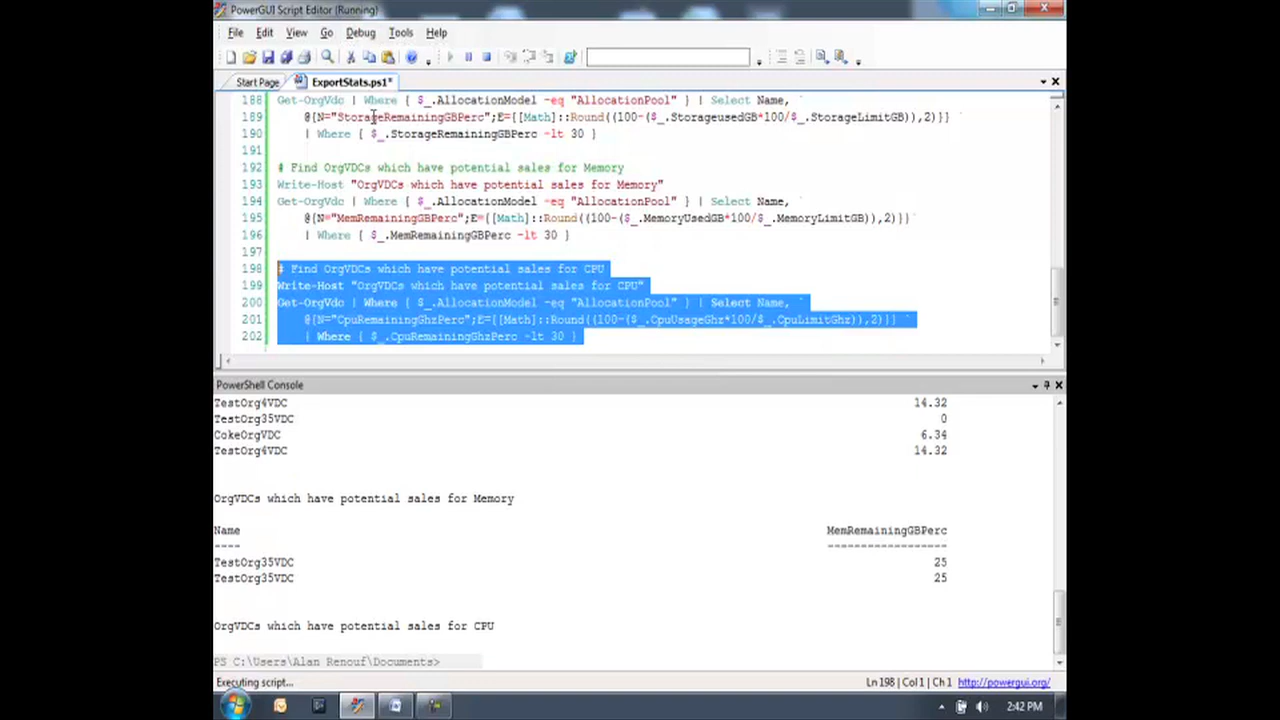 PowerGUI Script Editor (Running)
File Edit View Go Debug Tools Help
Start Page ExportStats.ps1*
188 Get-OrgVdc | Where { $_.AllocationModel -eq "AllocationPool" } | Select Name, `
189 @{N="StorageRemainingGBPerc";E={[Math]::Round((100-($_.StorageusedGB*100/$_.StorageLimitGB)),2)}} `
190 | Where { $_.StorageRemainingGBPerc -lt 30 }
191
192 # Find OrgVDCs which have potential sales for Memory
193 Write-Host "OrgVDCs which have potential sales for Memory"
194 Get-OrgVdc | Where { $_.AllocationModel -eq "AllocationPool" } | Select Name, `
195 @{N="MemRemainingGBPerc";E={[Math]::Round((100-($_.MemoryUsedGB*100/$_.MemoryLimitGB)),2)}}`
196 | Where { $_.MemRemainingGBPerc -lt 30 }
197
198 # Find OrgVDCs which have potential sales for CPU
199 Write-Host "OrgVDCs which have potential sales for CPU"
200 Get-OrgVdc | Where { $_.AllocationModel -eq "AllocationPool" } | Select Name, `
201 @{N="CpuRemainingGhzPerc";E={[Math]::Round((100-($_.CpuUsageGhz*100/$_.CpuLimitGhz)),2)}} `
202 | Where { $_.CpuRemainingGhzPerc -lt 30 }
PowerShell Console
TestOrg4VDC 14.32
TestOrg35VDC 0
CokeOrgVDC 6.34
TestOrg4VDC 14.32
OrgVDCs which have potential sales for Memory
Name MemRemainingGBPerc
---- ------------------
TestOrg35VDC 25
TestOrg35VDC 25
OrgVDCs which have potential sales for CPU
PS C:\Users\Alan Renouf\Documents>
Executing script... Ln 198 | Col 1 | Ch 1 http://powergui.org/
2:42 PM